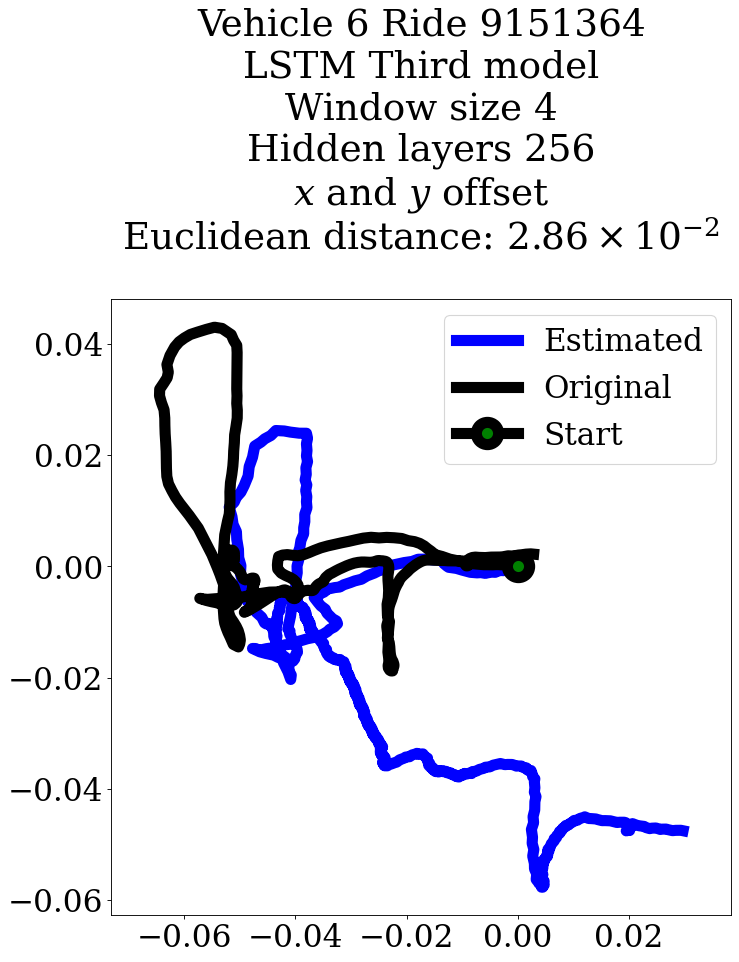 Vehicle 6 Ride 9151364
LSTM Third model
Window size 4
Hidden layers 256
x and y offset
Euclidean distance: 2.86 × 10⁻²
Estimated
Original
Start
0.04
0.02
0.00
−0.02
−0.04
−0.06
−0.06 −0.04 −0.02 0.00 0.02